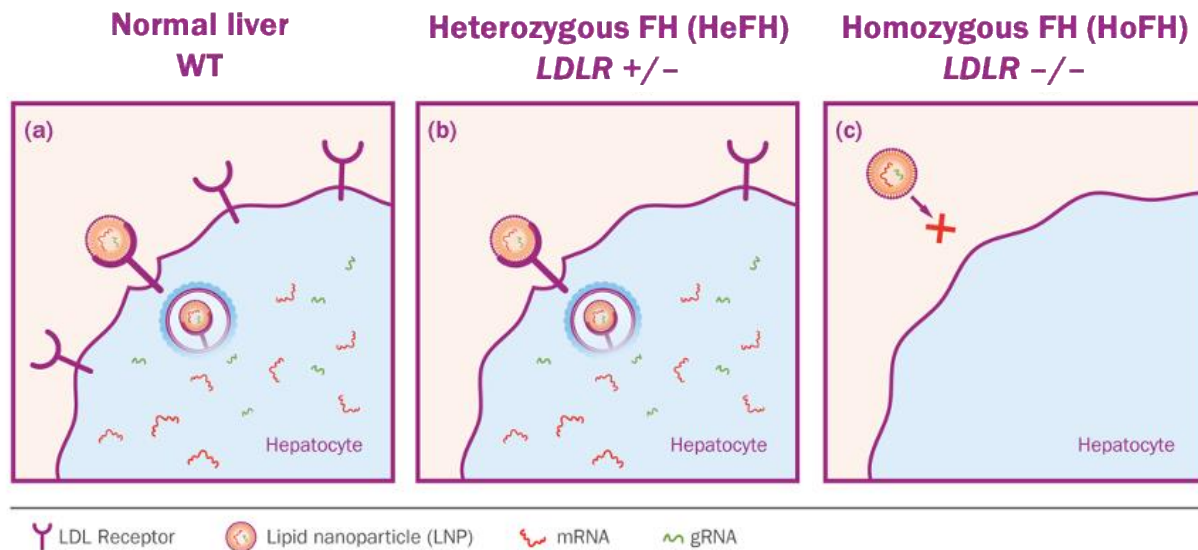 Normal liver
WT
Heterozygous FH (HeFH)
LDLR +/–
Homozygous FH (HoFH)
LDLR –/–
(a)
Hepatocyte
(b)
Hepatocyte
(c)
Hepatocyte
LDL Receptor
Lipid nanoparticle (LNP)
mRNA
gRNA